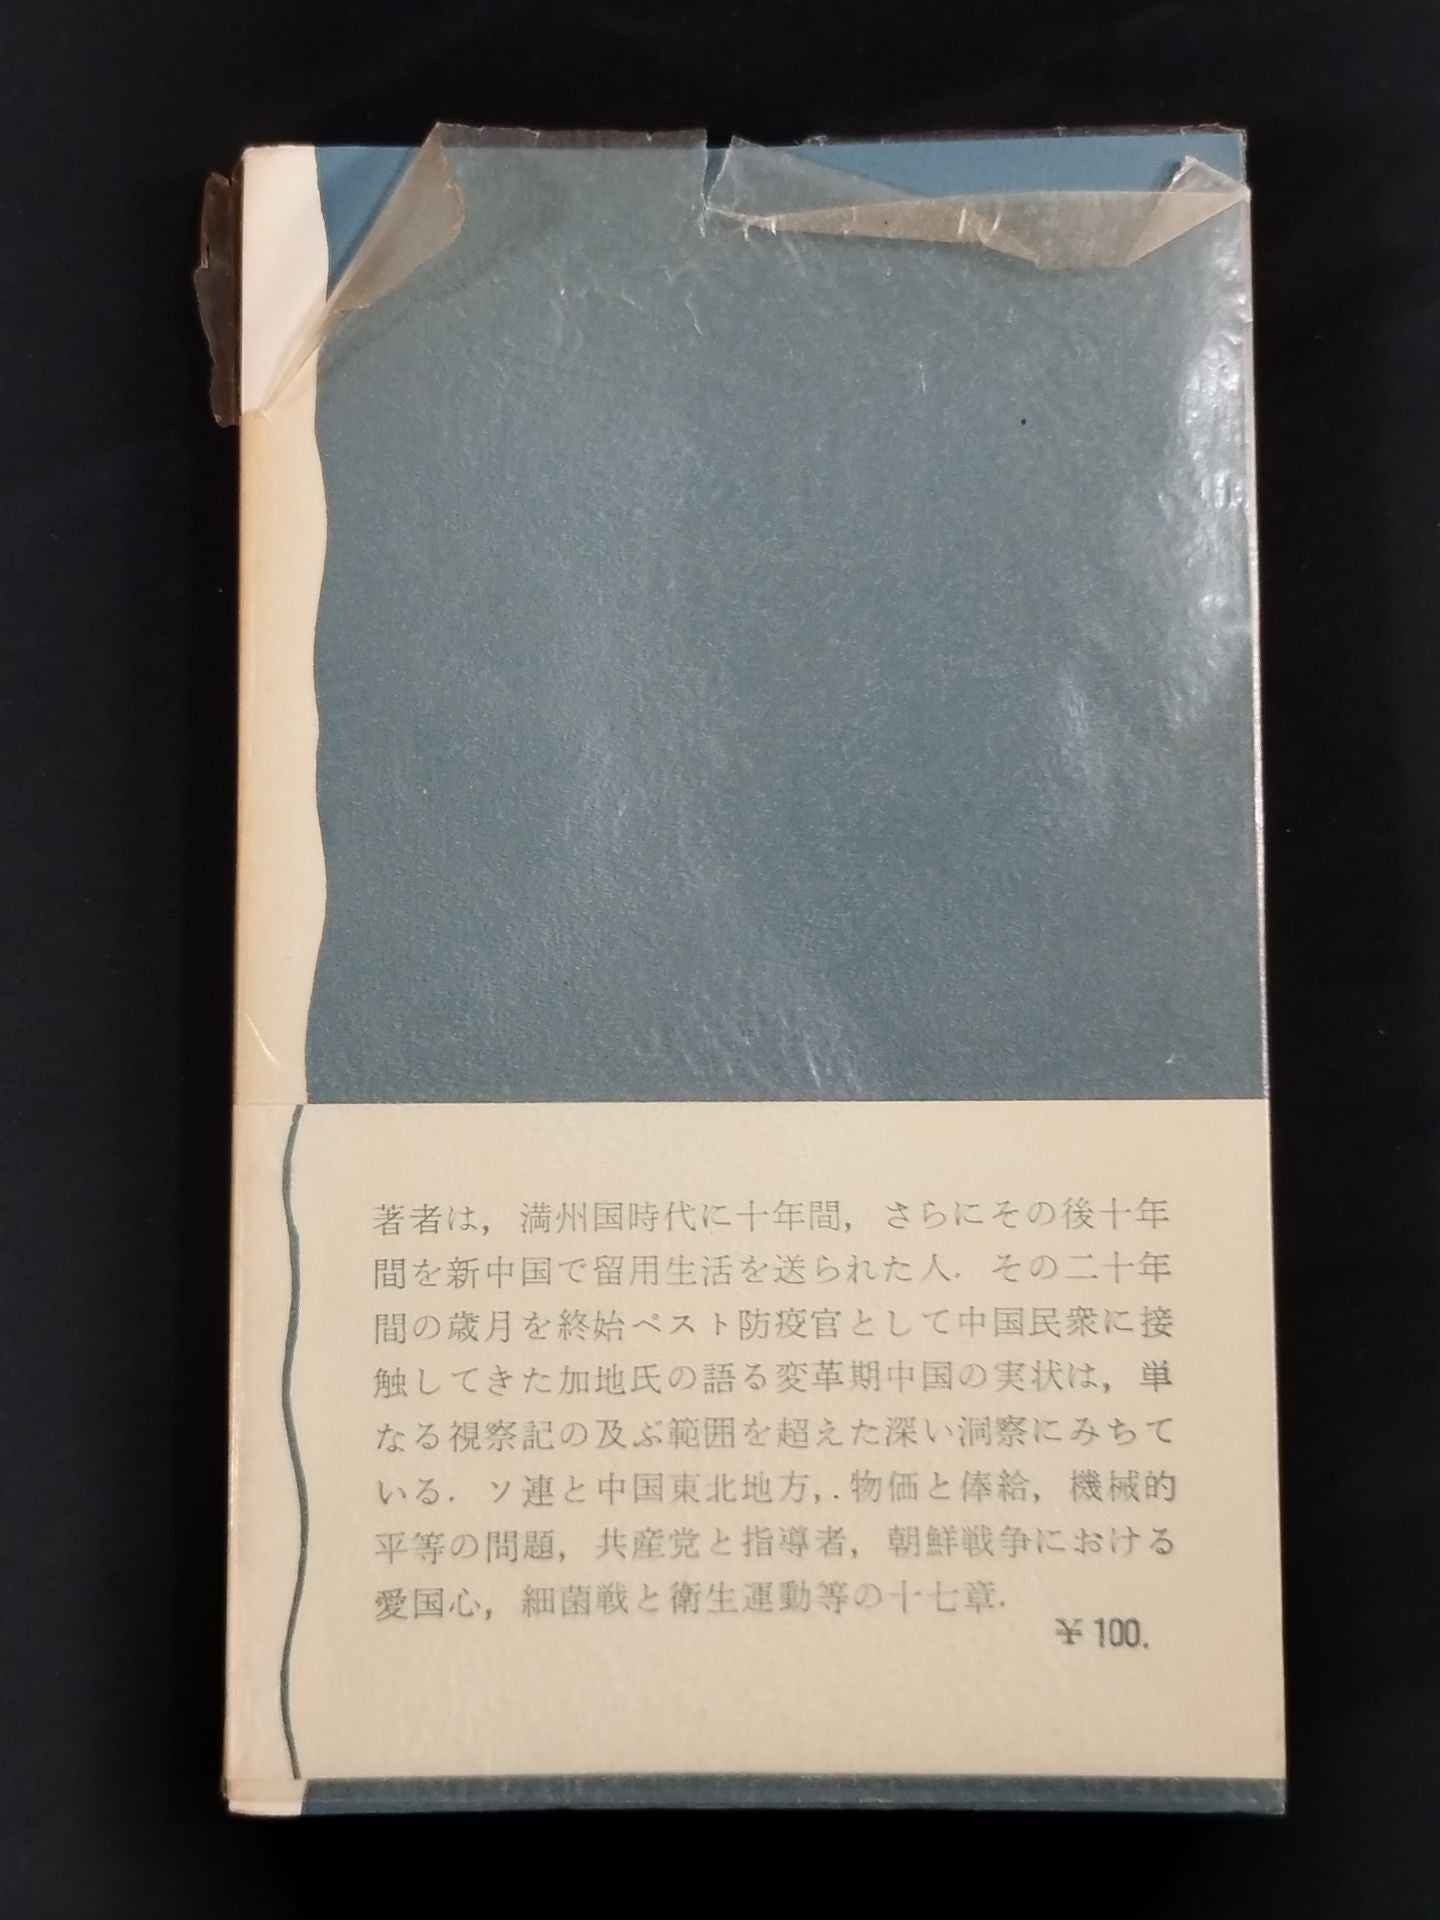 著者は，満州国時代に十年間，さらにその後十年
間を新中国で留用生活を送られた人．その二十年
間の歳月を終始ペスト防疫官として中国民衆に接
触してきた加地氏の語る変革期中国の実状は，単
なる視察記の及ぶ範囲を超えた深い洞察にみちて
いる．ソ連と中国東北地方，．物価と俸給，機械的
平等の問題，共産党と指導者，朝鮮戦争における
愛国心，細菌戦と衛生運動等の十七章．
￥100.